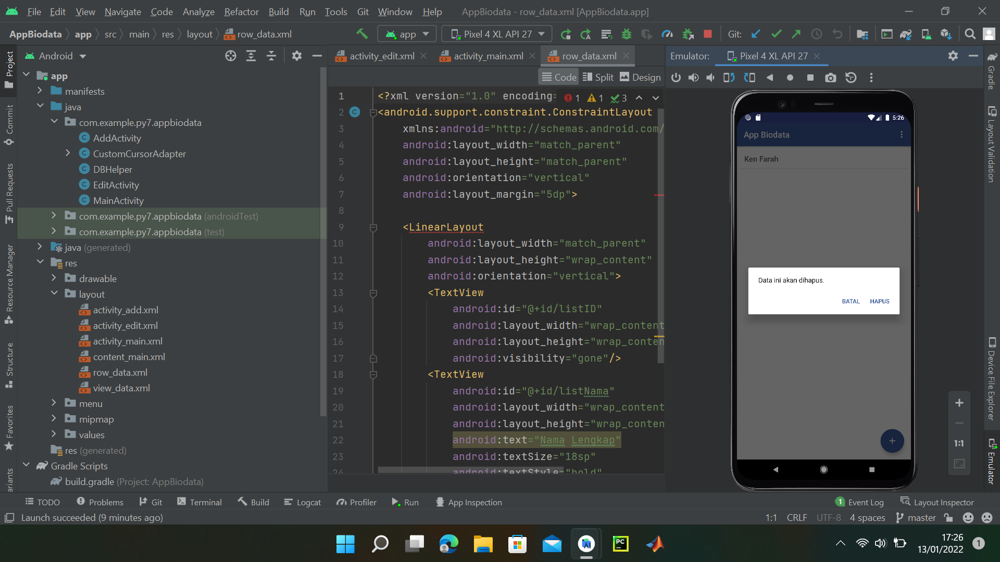 File Edit View Navigate Code Analyze Refactor Build Run Tools Git Window Help AppBiodata - row_data.xml [AppBiodata.app]
AppBiodata app src main res layout row_data.xml app Pixel 4 XL API 27 Git:
Project
Commit
Pull Requests
Resource Manager
Structure
Favorites
Android
app
manifests
java
com.example.py7.appbiodata
AddActivity
CustomCursorAdapter
DBHelper
EditActivity
MainActivity
com.example.py7.appbiodata (androidTest)
com.example.py7.appbiodata (test)
java (generated)
res
drawable
layout
activity_add.xml
activity_edit.xml
activity_main.xml
content_main.xml
row_data.xml
view_data.xml
menu
mipmap
values
res (generated)
Gradle Scripts
build.gradle (Project: AppBiodata)
activity_edit.xml activity_main.xml row_data.xml
Code Split Design
1 <?xml version="1.0" encoding= 1 1 3
2 <android.support.constraint.ConstraintLayout
3 xmlns:android="http://schemas.android.com/
4 android:layout_width="match_parent"
5 android:layout_height="match_parent"
6 android:orientation="vertical"
7 android:layout_margin="5dp">
8
9 <LinearLayout
10 android:layout_width="match_parent"
11 android:layout_height="wrap_content"
12 android:orientation="vertical">
13 <TextView
14 android:id="@+id/listID"
15 android:layout_width="wrap_content
16 android:layout_height="wrap_conten
17 android:visibility="gone"/>
18 <TextView
19 android:id="@+id/listNama"
20 android:layout_width="wrap_content
21 android:layout_height="wrap_conten
22 android:text="Nama Lengkap"
23 android:textSize="18sp"
24 android:textStyle="bold"
Emulator: Pixel 4 XL API 27
5:26
App Biodata
Ken Farah
Data ini akan dihapus.
BATAL HAPUS
+
1:1
Gradle
Layout Validation
Device File Explorer
Emulator
TODO Problems Git Terminal Build Logcat Profiler Run App Inspection 1 Event Log Layout Inspector
Launch succeeded (9 minutes ago) 1:1 CRLF UTF-8 4 spaces master
PC
17:26
13/01/2022
1